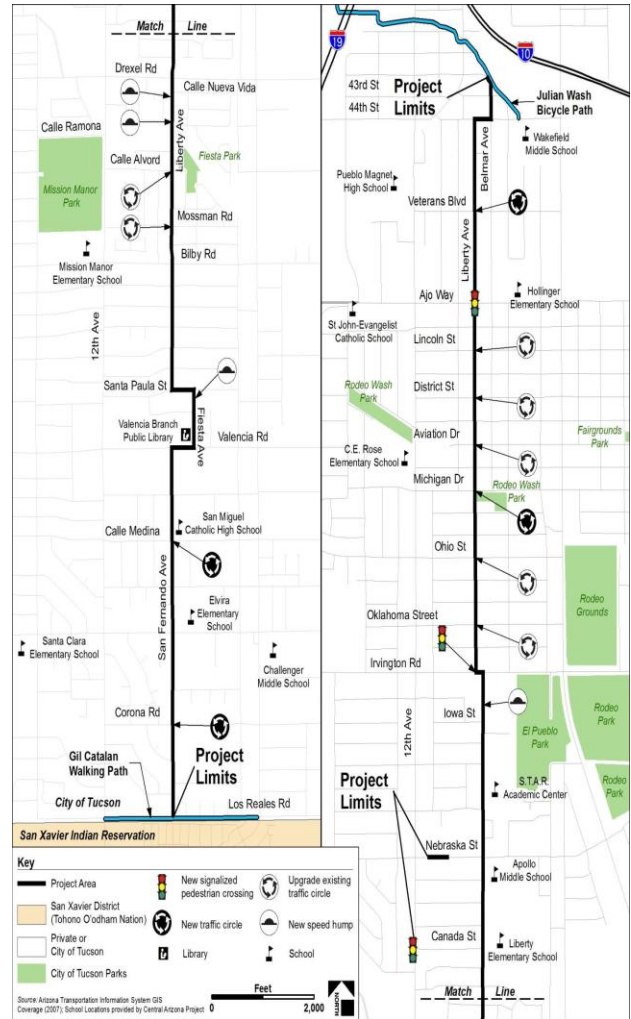 Match Line
Drexel Rd
Calle Nueva Vida
Calle Ramona
Liberty Ave
Calle Alvord
Fiesta Park
Mission Manor
Park
Mossman Rd
Bilby Rd
Mission Manor
Elementary School
12th Ave
Santa Paula St
Valencia Branch
Public Library
Fiesta Ave
Valencia Rd
San Miguel
Catholic High School
Calle Medina
San Fernando Ave
Elvira
Elementary
School
Santa Clara
Elementary School
Challenger
Middle School
Corona Rd
Gil Catalan
Walking Path
Project
Limits
City of Tucson
Los Reales Rd
San Xavier Indian Reservation
Key
Project Area
San Xavier District
(Tohono O'odham Nation)
Private or
City of Tucson
City of Tucson Parks
New signalized
pedestrian crossing
New traffic circle
Library
Upgrade existing
traffic circle
New speed hump
School
Source: Arizona Transportation Information System GIS
Coverage (2007); School Locations provided by Central Arizona Project
Feet
0 2,000
NORTH
19
10
43rd St
44th St
Project
Limits
Julian Wash
Bicycle Path
Belmar Ave
Wakefield
Middle School
Pueblo Magnet
High School
Veterans Blvd
Liberty Ave
Ajo Way
Hollinger
Elementary School
St John-Evangelist
Catholic School
Lincoln St
Rodeo Wash
Park
District St
Aviation Dr
Fairgrounds
Park
C.E. Rose
Elementary School
Michigan Dr
Rodeo Wash
Park
Ohio St
Rodeo
Grounds
Oklahoma Street
Irvington Rd
12th Ave
Iowa St
El Pueblo
Park
Rodeo
Park
Project
Limits
S.T.A.R.
Academic Center
Rodeo
Park
Nebraska St
Apollo
Middle School
Canada St
Liberty
Elementary School
Match Line